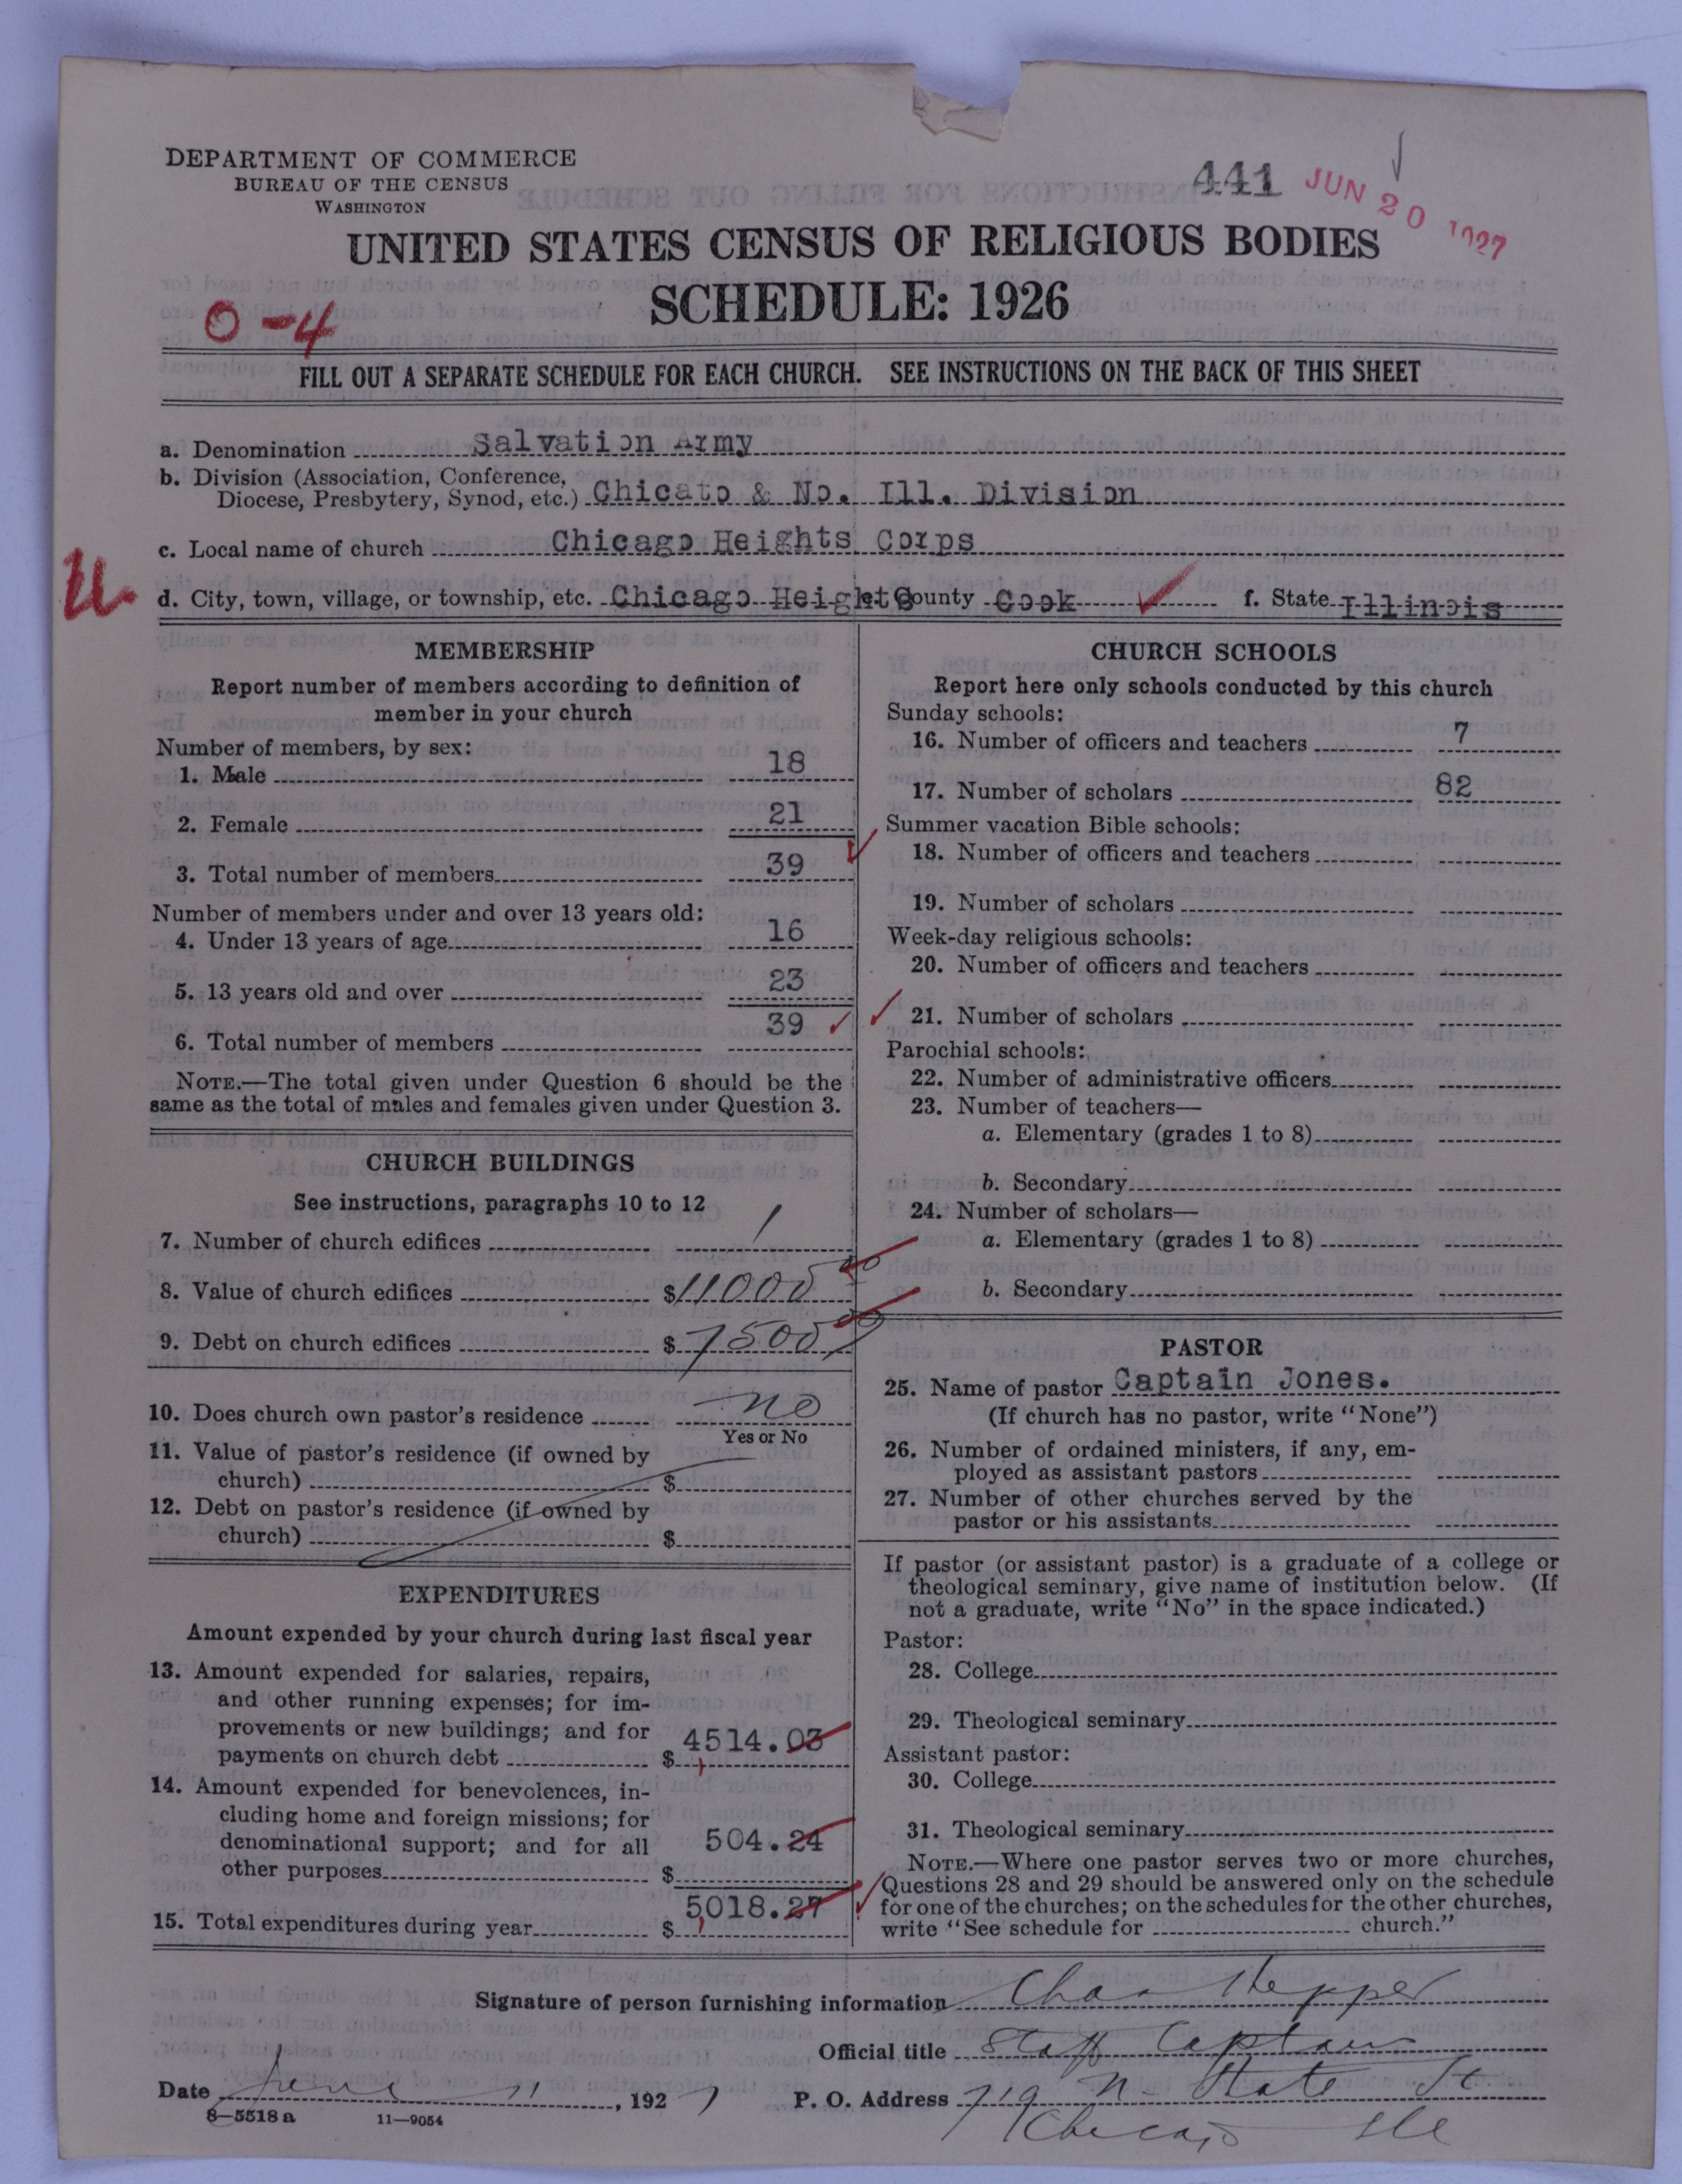 DEPARTMENT OF COMMERCE
BUREAU OF THE CENSUS
WASHINGTON
441 JUN 20 1927
UNITED STATES CENSUS OF RELIGIOUS BODIES
SCHEDULE: 1926
0-4
FILL OUT A SEPARATE SCHEDULE FOR EACH CHURCH. SEE INSTRUCTIONS ON THE BACK OF THIS SHEET
a. Denomination Salvation Army
b. Division (Association, Conference,
Diocese, Presbytery, Synod, etc.) Chicato & No. Ill. Division
c. Local name of church Chicago Heights Corps
d. City, town, village, or township, etc. Chicago Heights County Cook f. State Illinois
MEMBERSHIP
Report number of members according to definition of
member in your church
Number of members, by sex:
1. Male 18
2. Female 21
3. Total number of members 39
Number of members under and over 13 years old:
4. Under 13 years of age 16
5. 13 years old and over 23
6. Total number of members 39
NOTE.—The total given under Question 6 should be the
same as the total of males and females given under Question 3.
CHURCH BUILDINGS
See instructions, paragraphs 10 to 12
7. Number of church edifices 1
8. Value of church edifices $11000 00
9. Debt on church edifices $7500 00
10. Does church own pastor's residence no
Yes or No
11. Value of pastor's residence (if owned by
church) $
12. Debt on pastor's residence (if owned by
church) $
EXPENDITURES
Amount expended by your church during last fiscal year
13. Amount expended for salaries, repairs,
and other running expenses; for im-
provements or new buildings; and for
payments on church debt $ 4514.03
14. Amount expended for benevolences, in-
cluding home and foreign missions; for
denominational support; and for all
other purposes $ 504.24
15. Total expenditures during year $ 5018.27
CHURCH SCHOOLS
Report here only schools conducted by this church
Sunday schools:
16. Number of officers and teachers 7
17. Number of scholars 82
Summer vacation Bible schools:
18. Number of officers and teachers
19. Number of scholars
Week-day religious schools:
20. Number of officers and teachers
21. Number of scholars
Parochial schools:
22. Number of administrative officers
23. Number of teachers—
a. Elementary (grades 1 to 8)
b. Secondary
24. Number of scholars—
a. Elementary (grades 1 to 8)
b. Secondary
PASTOR
25. Name of pastor Captain Jones.
(If church has no pastor, write "None")
26. Number of ordained ministers, if any, em-
ployed as assistant pastors
27. Number of other churches served by the
pastor or his assistants
If pastor (or assistant pastor) is a graduate of a college or
theological seminary, give name of institution below. (If
not a graduate, write "No" in the space indicated.)
Pastor:
28. College
29. Theological seminary
Assistant pastor:
30. College
31. Theological seminary
NOTE.—Where one pastor serves two or more churches,
Questions 28 and 29 should be answered only on the schedule
for one of the churches; on the schedules for the other churches,
write "See schedule for church."
Signature of person furnishing information Chas Hepper
Official title Staff Captain
Date June 11, 1927 P. O. Address 719 N. State St
Chicago Ill
8—5518 a 11—9054